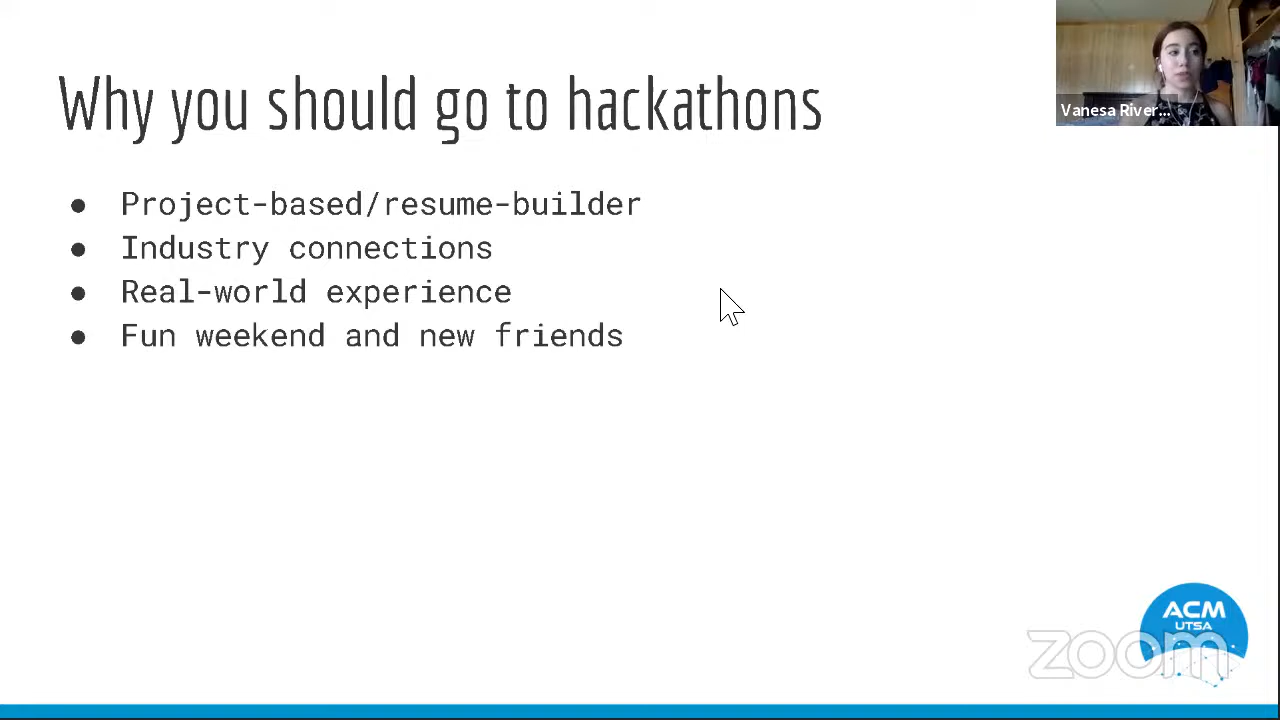 Why you should go to hackathons
Vanesa River...
● Project-based/resume-builder
● Industry connections
● Real-world experience
● Fun weekend and new friends
ACM
UTSA
zoom